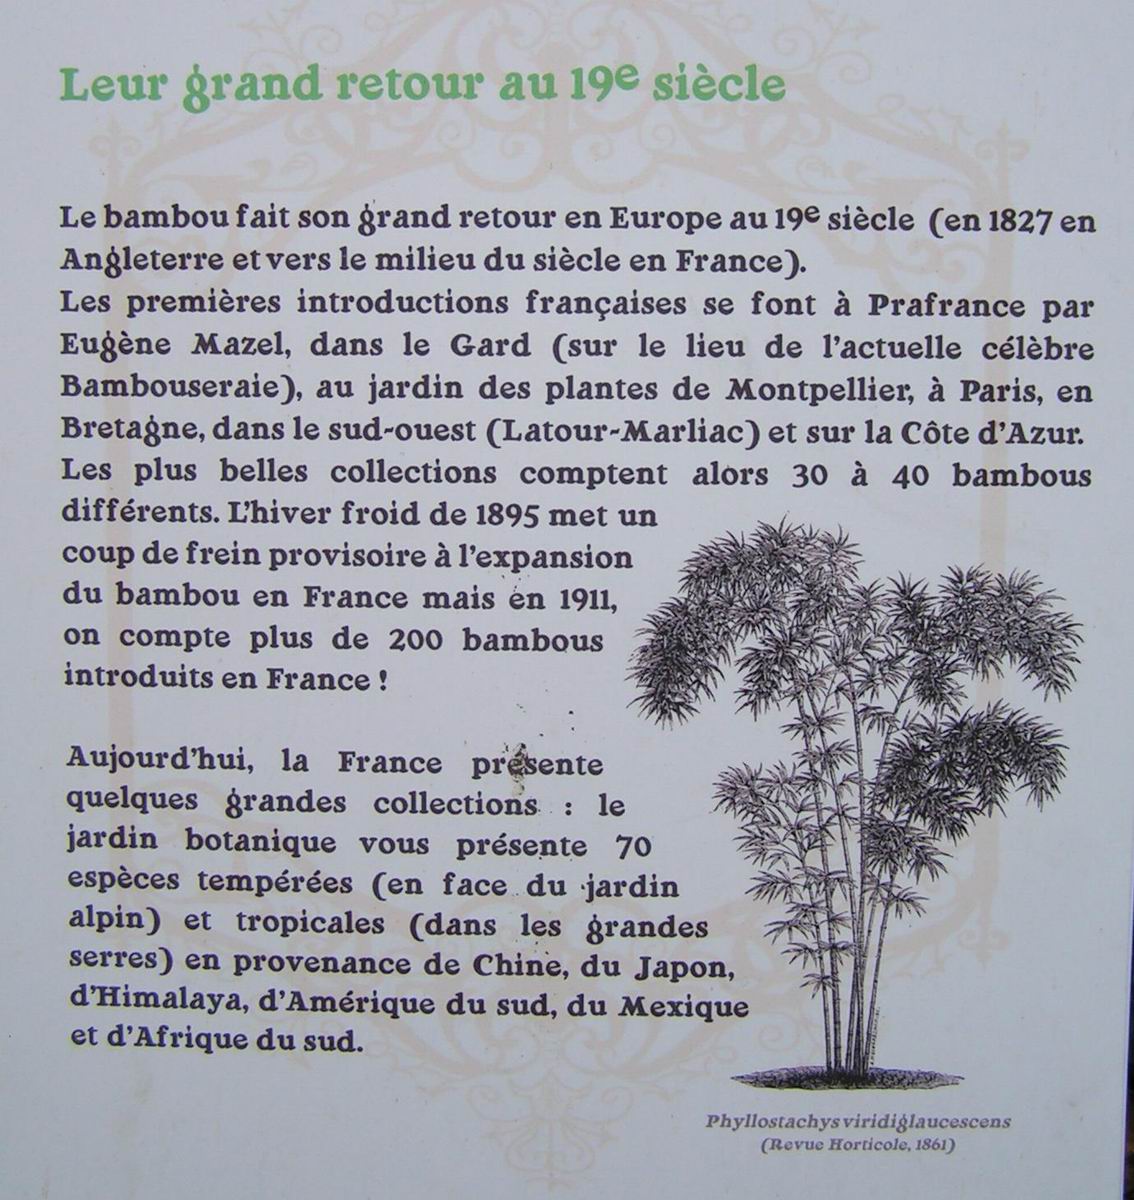 Leur grand retour au 19e siècle
Le bambou fait son grand retour en Europe au 19e siècle (en 1827 en
Angleterre et vers le milieu du siècle en France).
Les premières introductions françaises se font à Prafrance par
Eugène Mazel, dans le Gard (sur le lieu de l'actuelle célèbre
Bambouseraie), au jardin des plantes de Montpellier, à Paris, en
Bretagne, dans le sud-ouest (Latour-Marliac) et sur la Côte d'Azur.
Les plus belles collections comptent alors 30 à 40 bambous
différents. L'hiver froid de 1895 met un
coup de frein provisoire à l'expansion
du bambou en France mais en 1911,
on compte plus de 200 bambous
introduits en France !
Aujourd'hui, la France présente
quelques grandes collections : le
jardin botanique vous présente 70
espèces tempérées (en face du jardin
alpin) et tropicales (dans les grandes
serres) en provenance de Chine, du Japon,
d'Himalaya, d'Amérique du sud, du Mexique
et d'Afrique du sud.
Phyllostachys viridiglaucescens
(Revue Horticole, 1861)